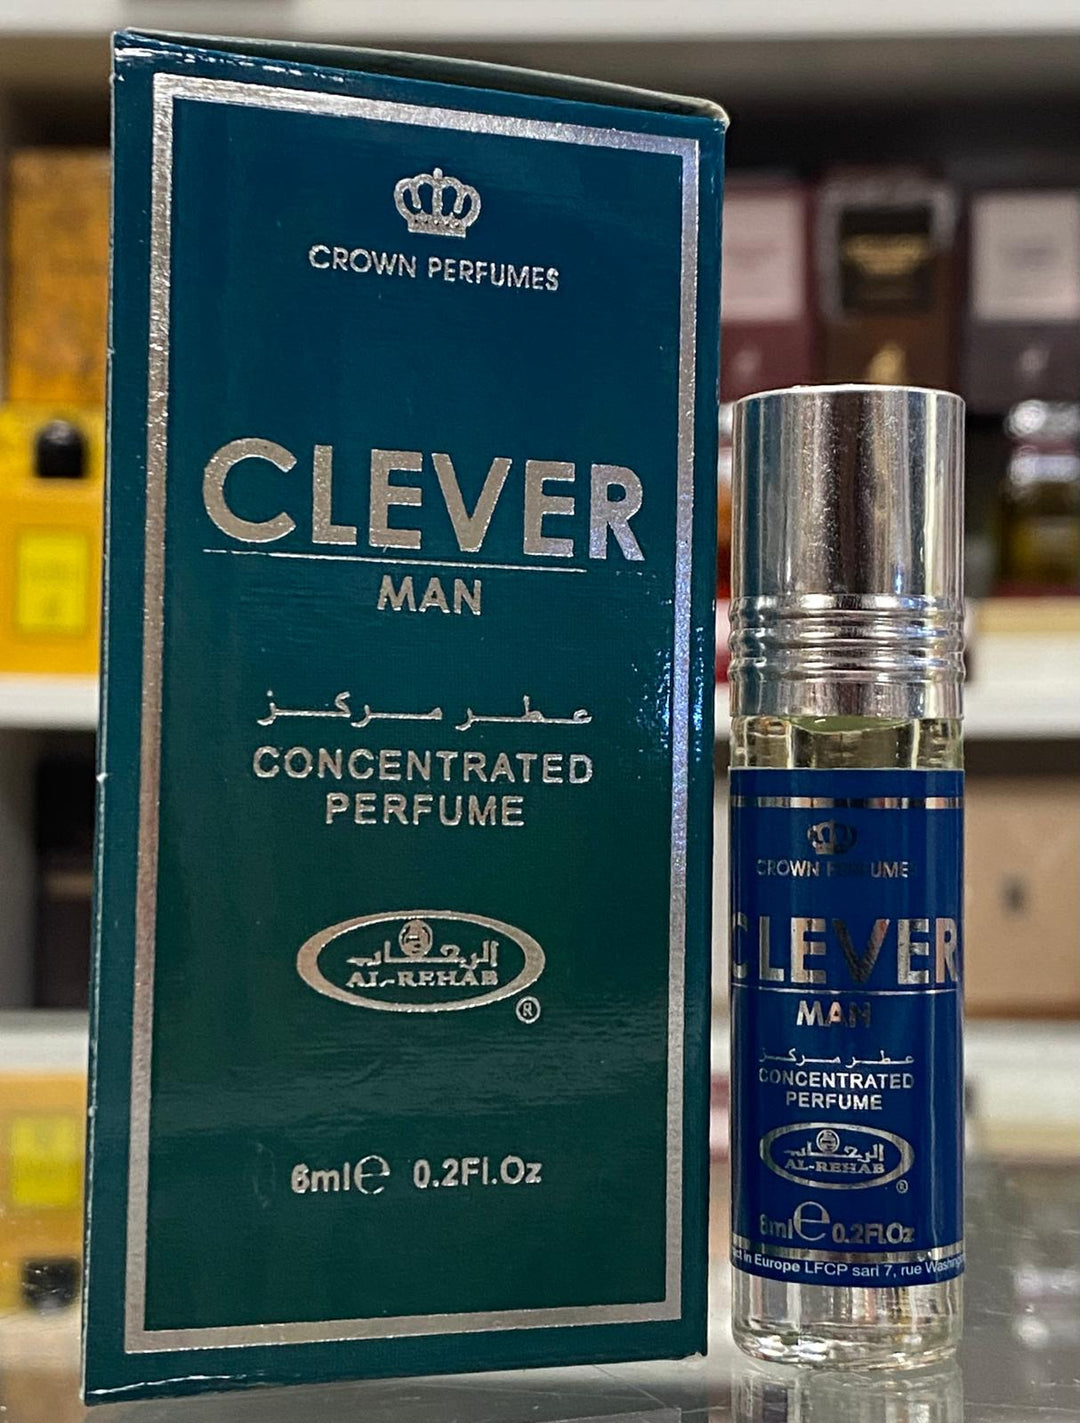 CROWN PERFUMES
CLEVER
MAN
عطر مركز
CONCENTRATED
PERFUME
الرحاب
AL-REHAB
®
6ml℮ 0.2Fl.Oz
CROWN PERFUMES
CLEVER
MAN
عطر مركز
CONCENTRATED
PERFUME
الرحاب
AL-REHAB
®
6ml℮0.2Fl.Oz
in Europe LFCP sarl 7, rue